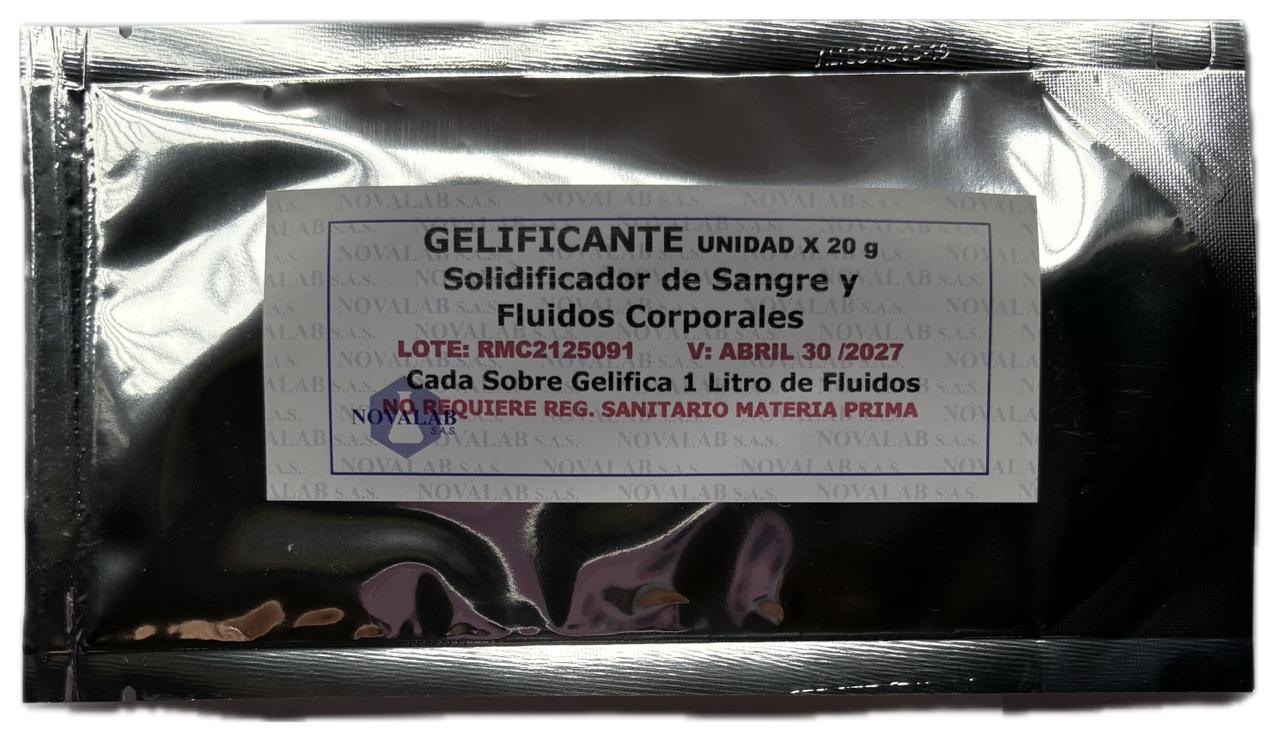 GELIFICANTE UNIDAD X 20 g
Solidificador de Sangre y
Fluidos Corporales
LOTE: RMC2125091 V: ABRIL 30 /2027
Cada Sobre Gelifica 1 Litro de Fluidos
NO REQUIERE REG. SANITARIO MATERIA PRIMA
NOVALAB
S.A.S.